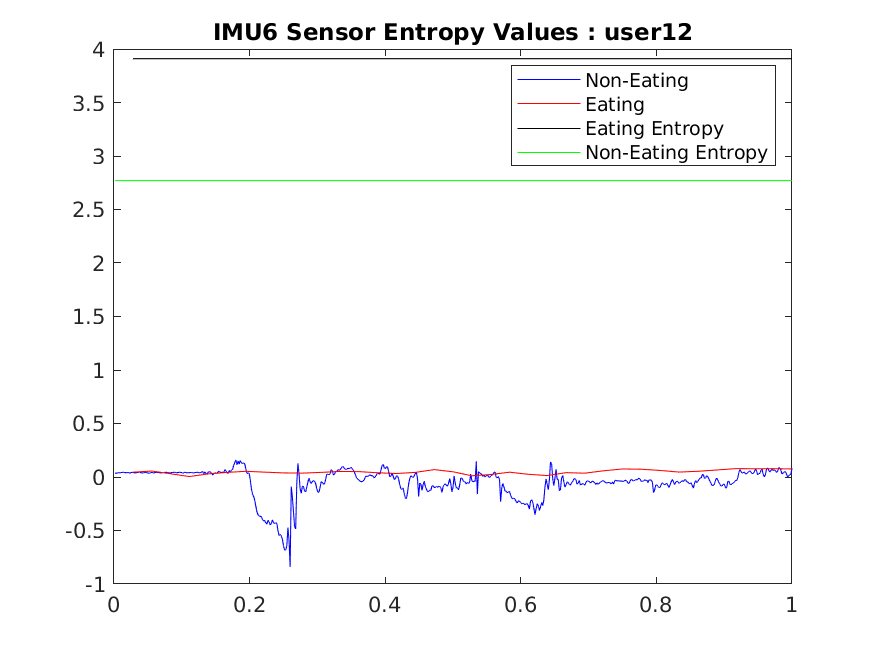 IMU6 Sensor Entropy Values : user12
4
3.5
3
2.5
2
1.5
1
0.5
0
-0.5
-1
Non-Eating
Eating
Eating Entropy
Non-Eating Entropy
0 0.2 0.4 0.6 0.8 1